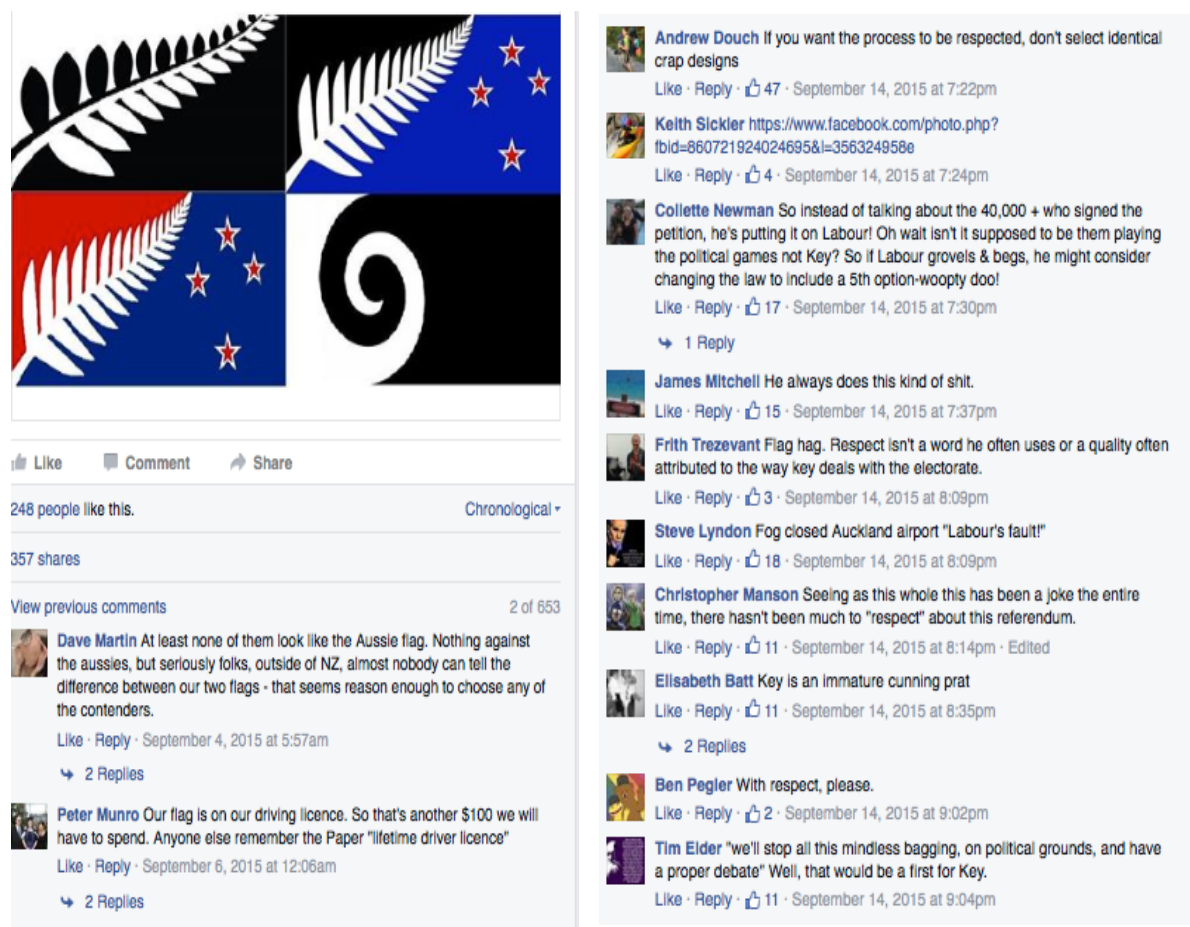 Like Comment Share
248 people like this. Chronological
357 shares
View previous comments 2 of 653
Dave Martin At least none of them look like the Aussie flag. Nothing against
the aussies, but seriously folks, outside of NZ, almost nobody can tell the
difference between our two flags - that seems reason enough to choose any of
the contenders.
Like · Reply · September 4, 2015 at 5:57am
2 Replies
Peter Munro Our flag is on our driving licence. So that's another $100 we will
have to spend. Anyone else remember the Paper "lifetime driver licence"
Like · Reply · September 6, 2015 at 12:06am
2 Replies
Andrew Douch If you want the process to be respected, don't select identical
crap designs
Like · Reply · 47 · September 14, 2015 at 7:22pm
Keith Sickler https://www.facebook.com/photo.php?
fbid=860721924024695&l=356324958e
Like · Reply · 4 · September 14, 2015 at 7:24pm
Collette Newman So instead of talking about the 40,000 + who signed the
petition, he's putting it on Labour! Oh wait isn't it supposed to be them playing
the political games not Key? So if Labour grovels & begs, he might consider
changing the law to include a 5th option-woopty doo!
Like · Reply · 17 · September 14, 2015 at 7:30pm
1 Reply
James Mitchell He always does this kind of shit.
Like · Reply · 15 · September 14, 2015 at 7:37pm
Frith Trezevant Flag hag. Respect isn't a word he often uses or a quality often
attributed to the way key deals with the electorate.
Like · Reply · 3 · September 14, 2015 at 8:09pm
Steve Lyndon Fog closed Auckland airport "Labour's fault!"
Like · Reply · 18 · September 14, 2015 at 8:09pm
Christopher Manson Seeing as this whole this has been a joke the entire
time, there hasn't been much to "respect" about this referendum.
Like · Reply · 11 · September 14, 2015 at 8:14pm · Edited
Elisabeth Batt Key is an immature cunning prat
Like · Reply · 11 · September 14, 2015 at 8:35pm
2 Replies
Ben Pegler With respect, please.
Like · Reply · 2 · September 14, 2015 at 9:02pm
Tim Elder "we'll stop all this mindless bagging, on political grounds, and have
a proper debate" Well, that would be a first for Key.
Like · Reply · 11 · September 14, 2015 at 9:04pm